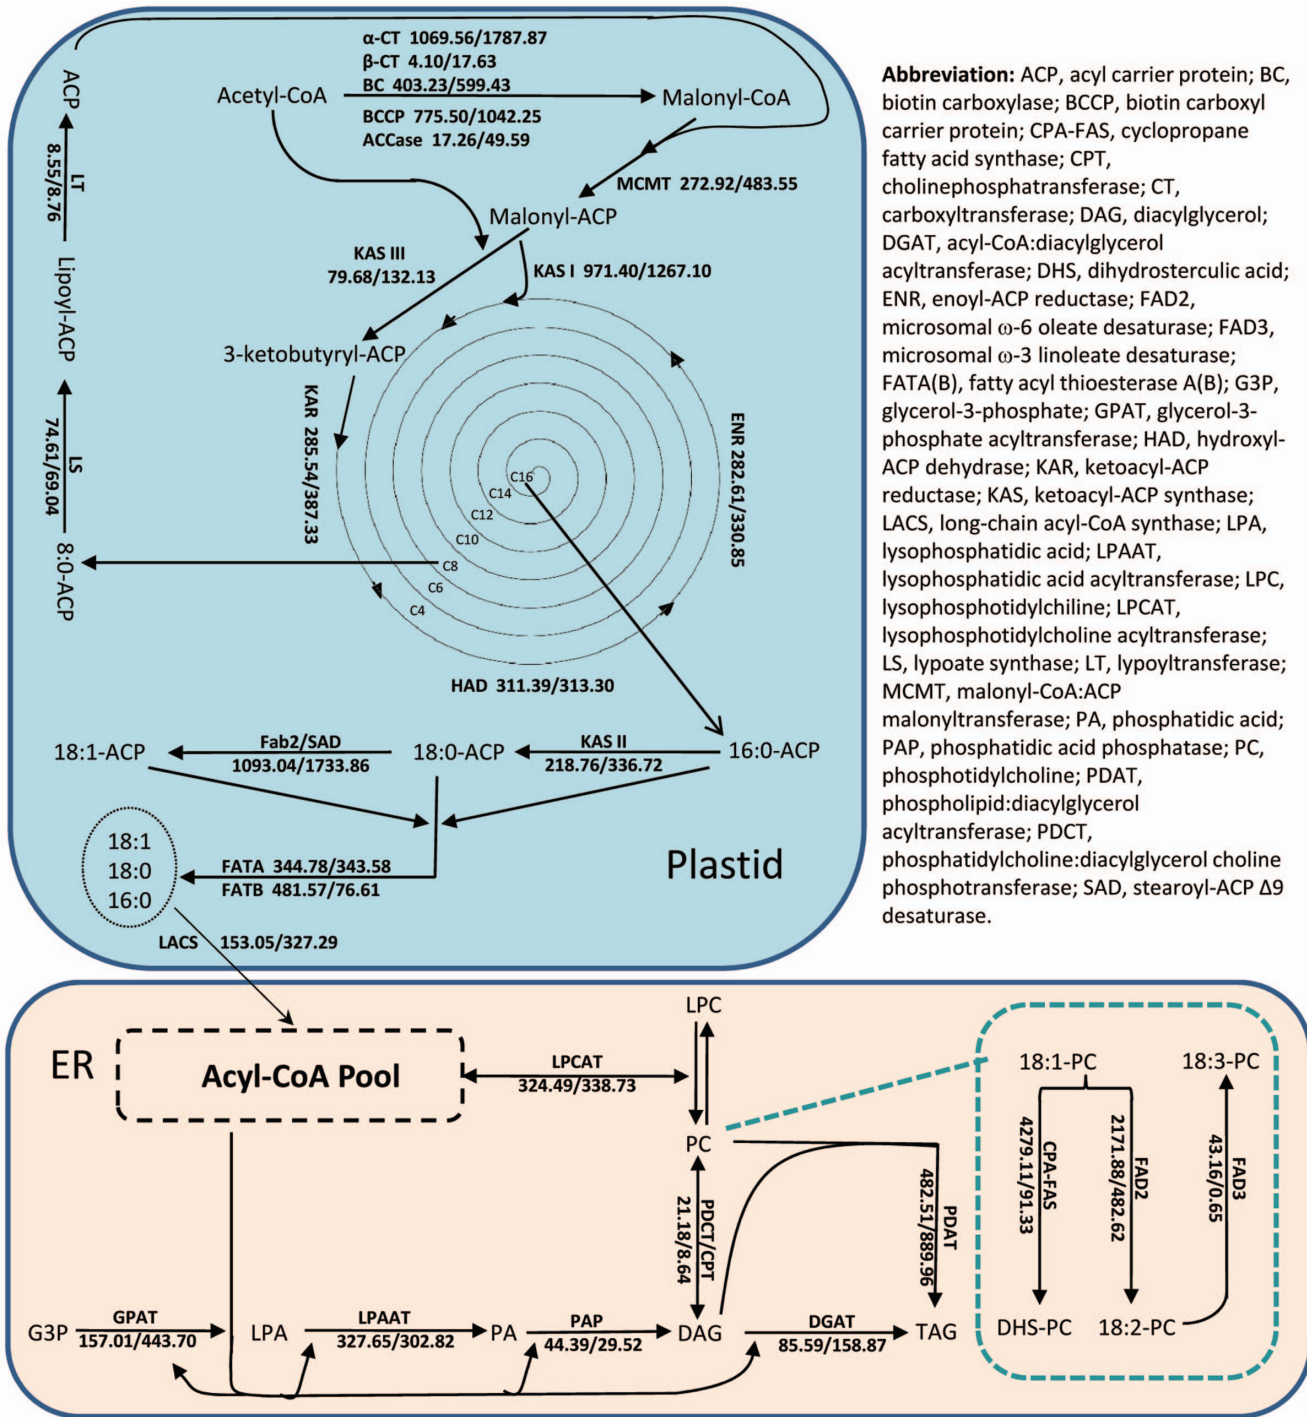 α-CT 1069.56/1787.87
β-CT 4.10/17.63
BC 403.23/599.43
Acetyl-CoA
Malonyl-CoA
BCCP 775.50/1042.25
ACCase 17.26/49.59
ACP
LT
8.55/8.76
Lipoyl-ACP
LS
74.61/69.04
8:0-ACP
MCMT 272.92/483.55
Malonyl-ACP
KAS III
79.68/132.13
KAS I 971.40/1267.10
3-ketobutyryl-ACP
KAR 285.54/387.33
ENR 282.61/330.85
C16
C14
C12
C10
C8
C6
C4
HAD 311.39/313.30
18:1-ACP
Fab2/SAD
1093.04/1733.86
18:0-ACP
KAS II
218.76/336.72
16:0-ACP
18:1
18:0
16:0
FATA 344.78/343.58
FATB 481.57/76.61
Plastid
LACS 153.05/327.29
Abbreviation: ACP, acyl carrier protein; BC,
biotin carboxylase; BCCP, biotin carboxyl
carrier protein; CPA-FAS, cyclopropane
fatty acid synthase; CPT,
cholinephosphatransferase; CT,
carboxyltransferase; DAG, diacylglycerol;
DGAT, acyl-CoA:diacylglycerol
acyltransferase; DHS, dihydrosterculic acid;
ENR, enoyl-ACP reductase; FAD2,
microsomal ω-6 oleate desaturase; FAD3,
microsomal ω-3 linoleate desaturase;
FATA(B), fatty acyl thioesterase A(B); G3P,
glycerol-3-phosphate; GPAT, glycerol-3-
phosphate acyltransferase; HAD, hydroxyl-
ACP dehydrase; KAR, ketoacyl-ACP
reductase; KAS, ketoacyl-ACP synthase;
LACS, long-chain acyl-CoA synthase; LPA,
lysophosphatidic acid; LPAAT,
lysophosphatidic acid acyltransferase; LPC,
lysophosphotidylchiline; LPCAT,
lysophosphotidylcholine acyltransferase;
LS, lypoate synthase; LT, lypoyltransferase;
MCMT, malonyl-CoA:ACP
malonyltransferase; PA, phosphatidic acid;
PAP, phosphatidic acid phosphatase; PC,
phosphotidylcholine; PDAT,
phospholipid:diacylglycerol
acyltransferase; PDCT,
phosphatidylcholine:diacylglycerol choline
phosphotransferase; SAD, stearoyl-ACP Δ9
desaturase.
ER
Acyl-CoA Pool
LPCAT
324.49/338.73
LPC
PC
PDCT/CPT
21.18/8.64
PDAT
482.51/889.96
18:1-PC
18:3-PC
CPA-FAS
4279.11/91.33
FAD2
2171.88/482.62
FAD3
43.16/0.65
DHS-PC
18:2-PC
G3P
GPAT
157.01/443.70
LPA
LPAAT
327.65/302.82
PA
PAP
44.39/29.52
DAG
DGAT
85.59/158.87
TAG